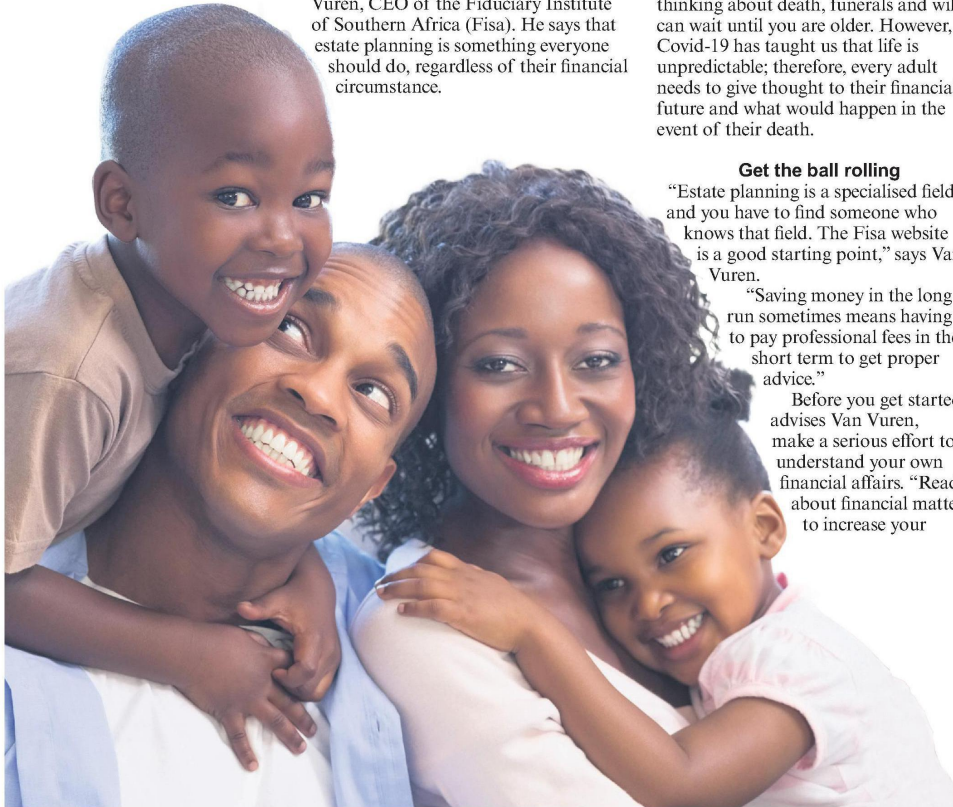 Vuren, CEO of the Fiduciary Institute
of Southern Africa (Fisa). He says that
estate planning is something everyone
should do, regardless of their financial
circumstance.
thinking about death, funerals and wil
can wait until you are older. However,
Covid-19 has taught us that life is
unpredictable; therefore, every adult
needs to give thought to their financia
future and what would happen in the
event of their death.
Get the ball rolling
“Estate planning is a specialised field
and you have to find someone who
knows that field. The Fisa website
is a good starting point,” says Va
Vuren.
“Saving money in the long
run sometimes means having
to pay professional fees in the
short term to get proper
advice.”
Before you get started
advises Van Vuren,
make a serious effort to
understand your own
financial affairs. “Read
about financial matte
to increase your